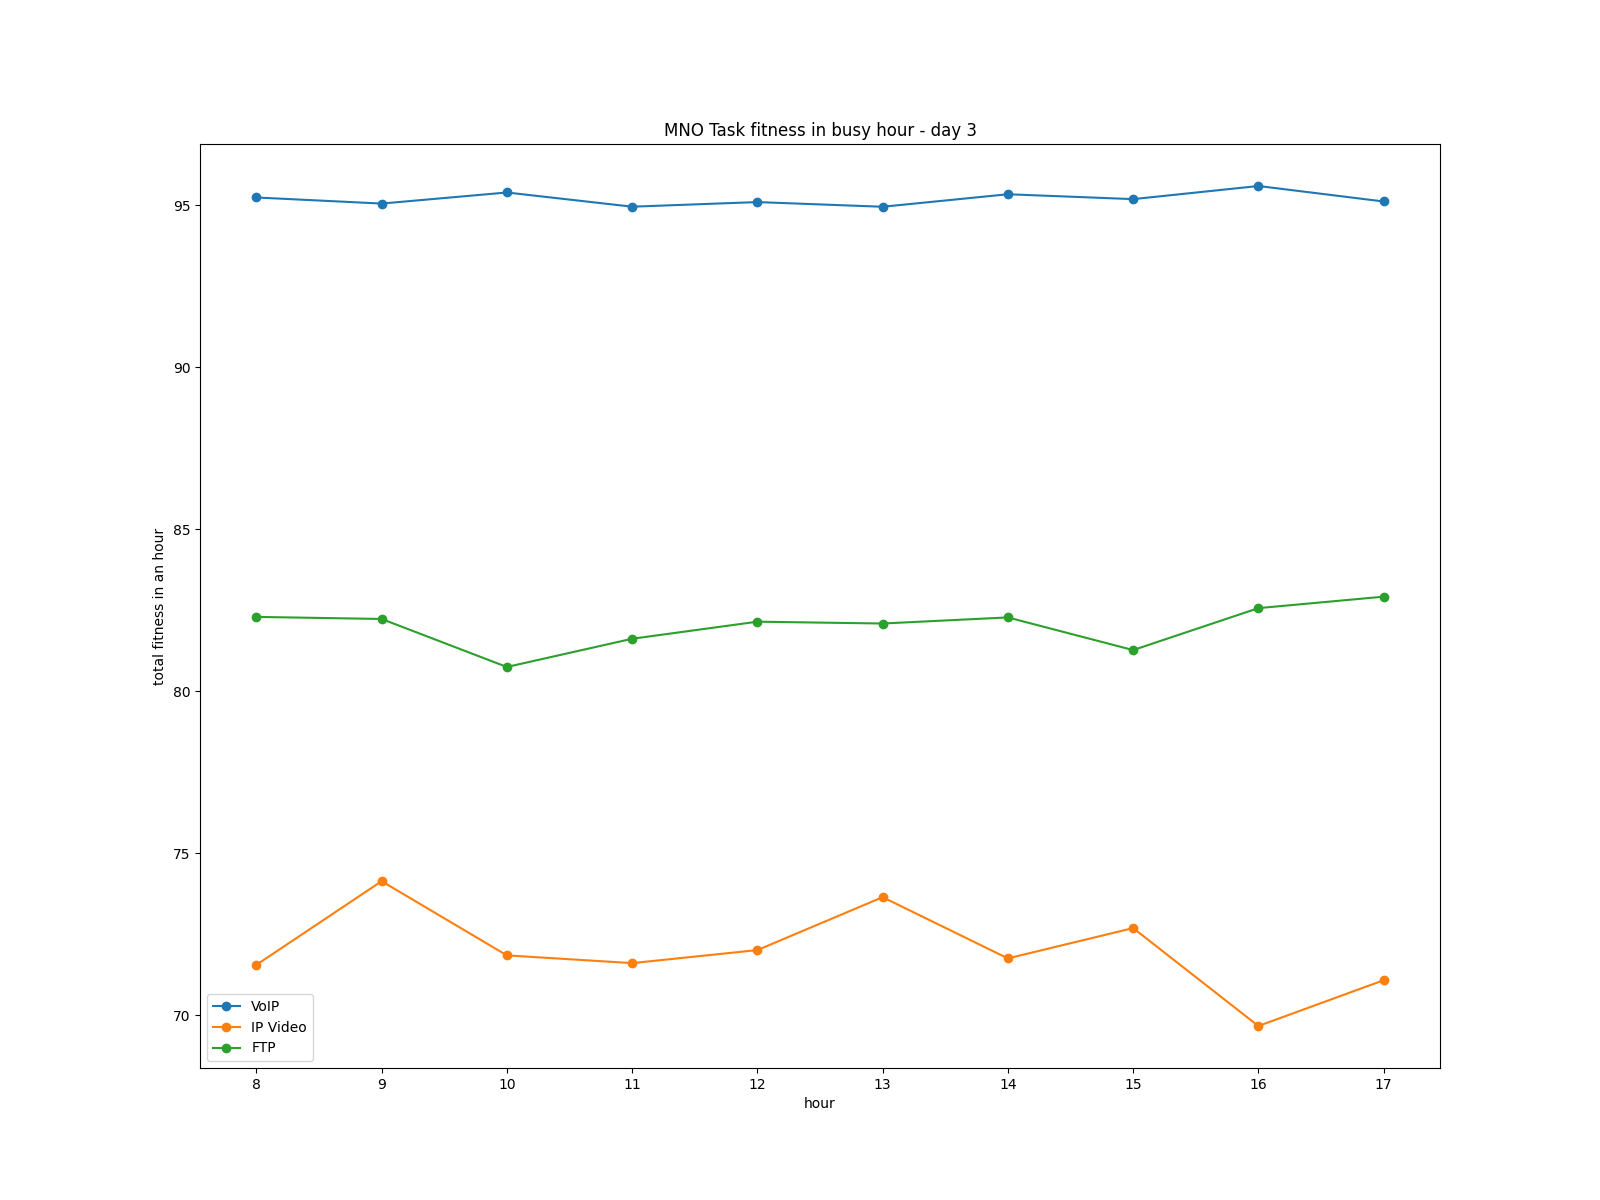 MNO Task fitness in busy hour - day 3
total fitness in an hour
95
90
85
80
75
70
VoIP
IP Video
FTP
8 9 10 11 12 13 14 15 16 17
hour